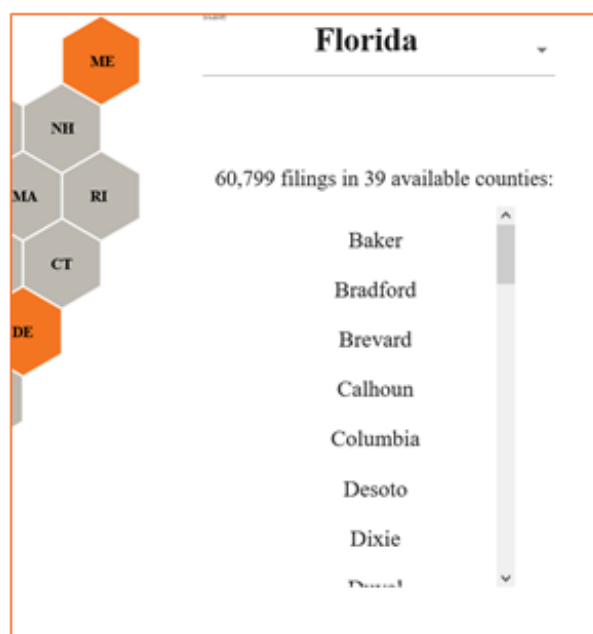 ME
NH
MA
RI
CT
DE
Florida
60,799 filings in 39 available counties:
Baker
Bradford
Brevard
Calhoun
Columbia
Desoto
Dixie